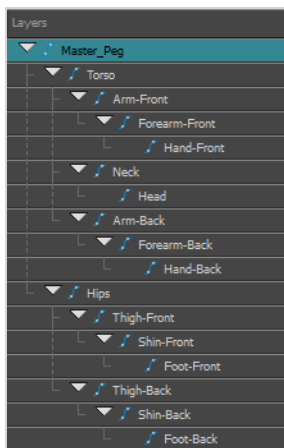 Layers
Master_Peg
Torso
Arm-Front
Forearm-Front
Hand-Front
Neck
Head
Arm-Back
Forearm-Back
Hand-Back
Hips
Thigh-Front
Shin-Front
Foot-Front
Thigh-Back
Shin-Back
Foot-Back